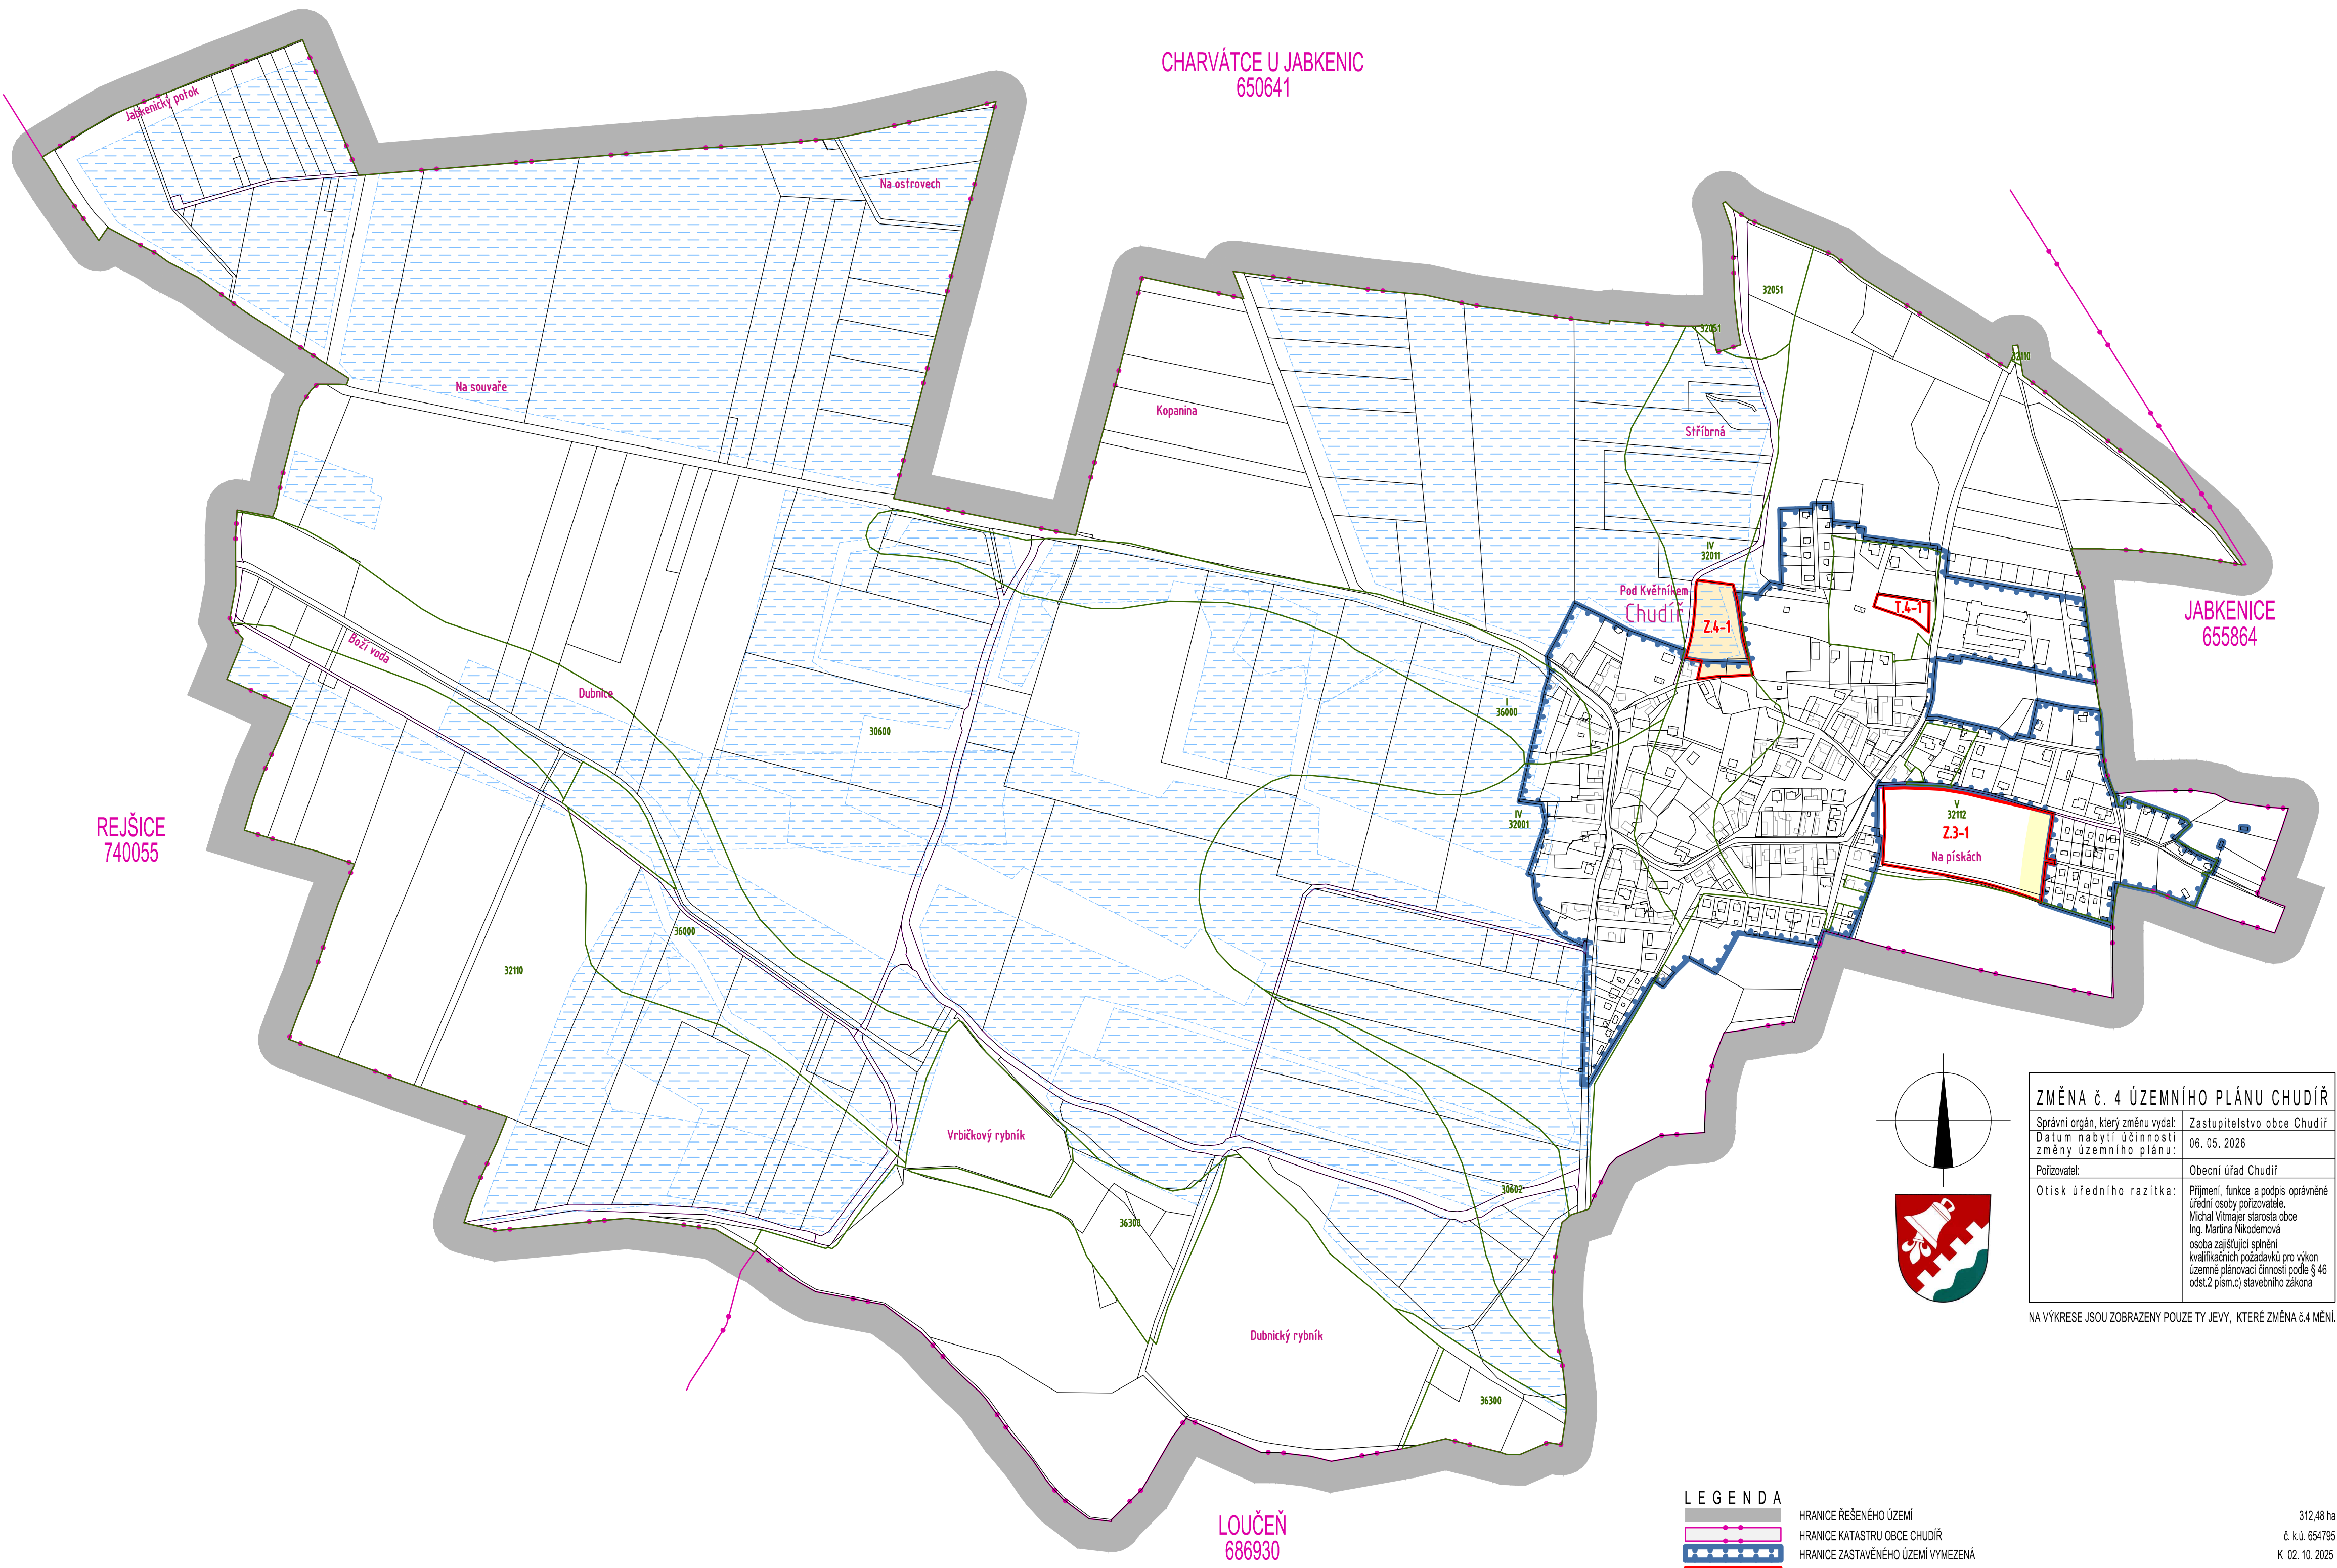 CHARVÁTCE U JABKENIC
650641
Jabkenický potok
Na ostrovech
32051
32051
32110
Na souvaře
Kopanina
Stříbrná
IV
32011
Pod Květníkem
Chudíř
Z.4-1
T.4-1
JABKENICE
655864
Boží voda
Dubnice
30600
I
36000
IV
32001
V
32112
Z.3-1
Na pískách
REJŠICE
740055
36000
32110
Vrbičkový rybník
30602
36300
Dubnický rybník
36300
LOUČEŇ
686930
ZMĚNA č. 4 ÚZEMNÍHO PLÁNU CHUDÍŘ
Správní orgán, který změnu vydal: Zastupitelstvo obce Chudíř
Datum nabytí účinnosti
změny územního plánu: 06. 05. 2026
Pořizovatel: Obecní úřad Chudíř
Otisk úředního razítka: Příjmení, funkce a podpis oprávněné
úřední osoby pořizovatele.
Michal Vitmajer starosta obce
Ing. Martina Nikodemová
osoba zajišťující splnění
kvalifikačních požadavků pro výkon
územně plánovací činnosti podle § 46
odst.2 písm.c) stavebního zákona
NA VÝKRESE JSOU ZOBRAZENY POUZE TY JEVY, KTERÉ ZMĚNA č.4 MĚNÍ.
LEGENDA
HRANICE ŘEŠENÉHO ÚZEMÍ 312,48 ha
HRANICE KATASTRU OBCE CHUDÍŘ č. k.ú. 654795
HRANICE ZASTAVĚNÉHO ÚZEMÍ VYMEZENÁ K 02. 10. 2025